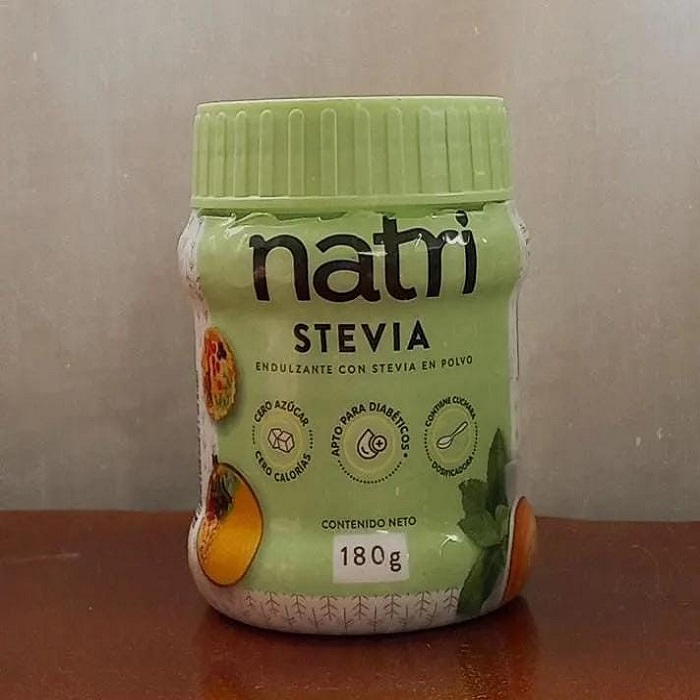 natri
STEVIA
ENDULZANTE CON STEVIA EN POLVO
CERO AZÚCAR
CERO CALORÍAS
APTO PARA DIABÉTICOS
CONTIENE CUCHARA
DOSIFICADORA
CONTENIDO NETO
180g